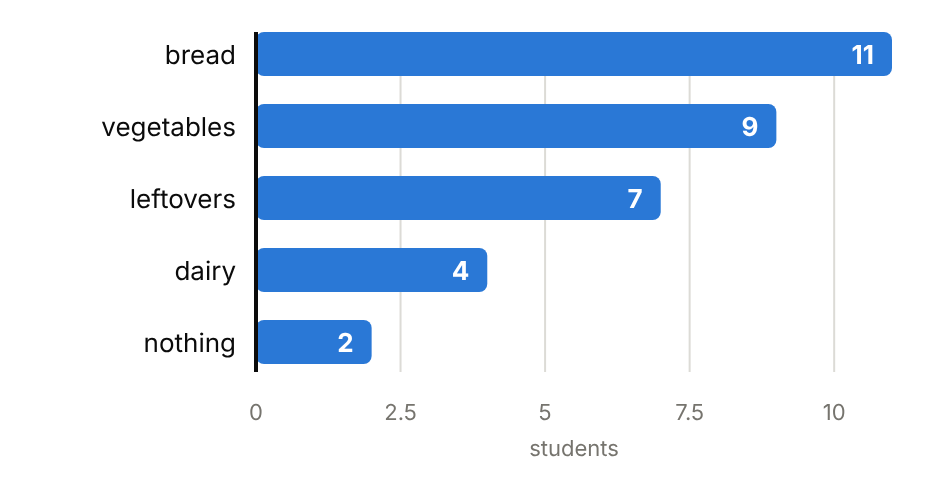 bread 11
vegetables 9
leftovers 7
dairy 4
nothing 2
0 2.5 5 7.5 10
students